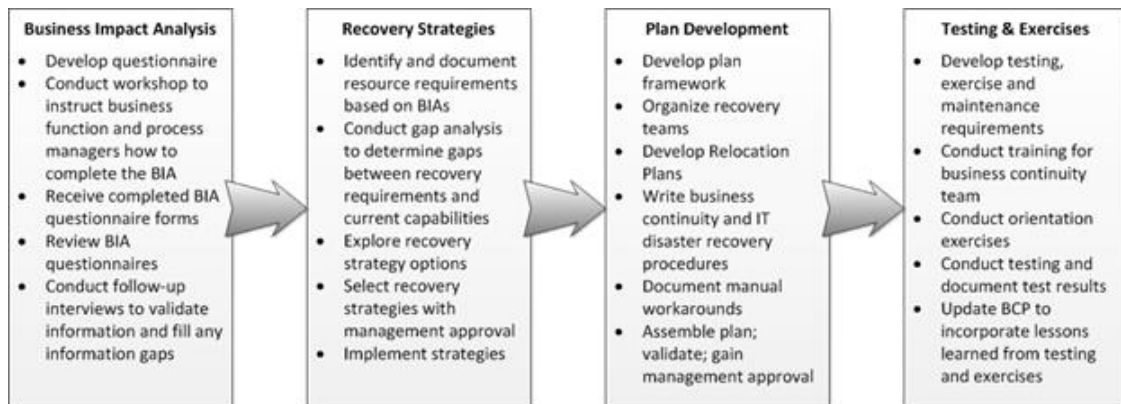 Business Impact Analysis
• Develop questionnaire
• Conduct workshop to
instruct business
function and process
managers how to
complete the BIA
• Receive completed BIA
questionnaire forms
• Review BIA
questionnaires
• Conduct follow-up
interviews to validate
information and fill any
information gaps
Recovery Strategies
• Identify and document
resource requirements
based on BIAs
• Conduct gap analysis
to determine gaps
between recovery
requirements and
current capabilities
• Explore recovery
strategy options
• Select recovery
strategies with
management approval
• Implement strategies
Plan Development
• Develop plan
framework
• Organize recovery
teams
• Develop Relocation
Plans
• Write business
continuity and IT
disaster recovery
procedures
• Document manual
workarounds
• Assemble plan;
validate; gain
management approval
Testing & Exercises
• Develop testing,
exercise and
maintenance
requirements
• Conduct training for
business continuity
team
• Conduct orientation
exercises
• Conduct testing and
document test results
• Update BCP to
incorporate lessons
learned from testing
and exercises